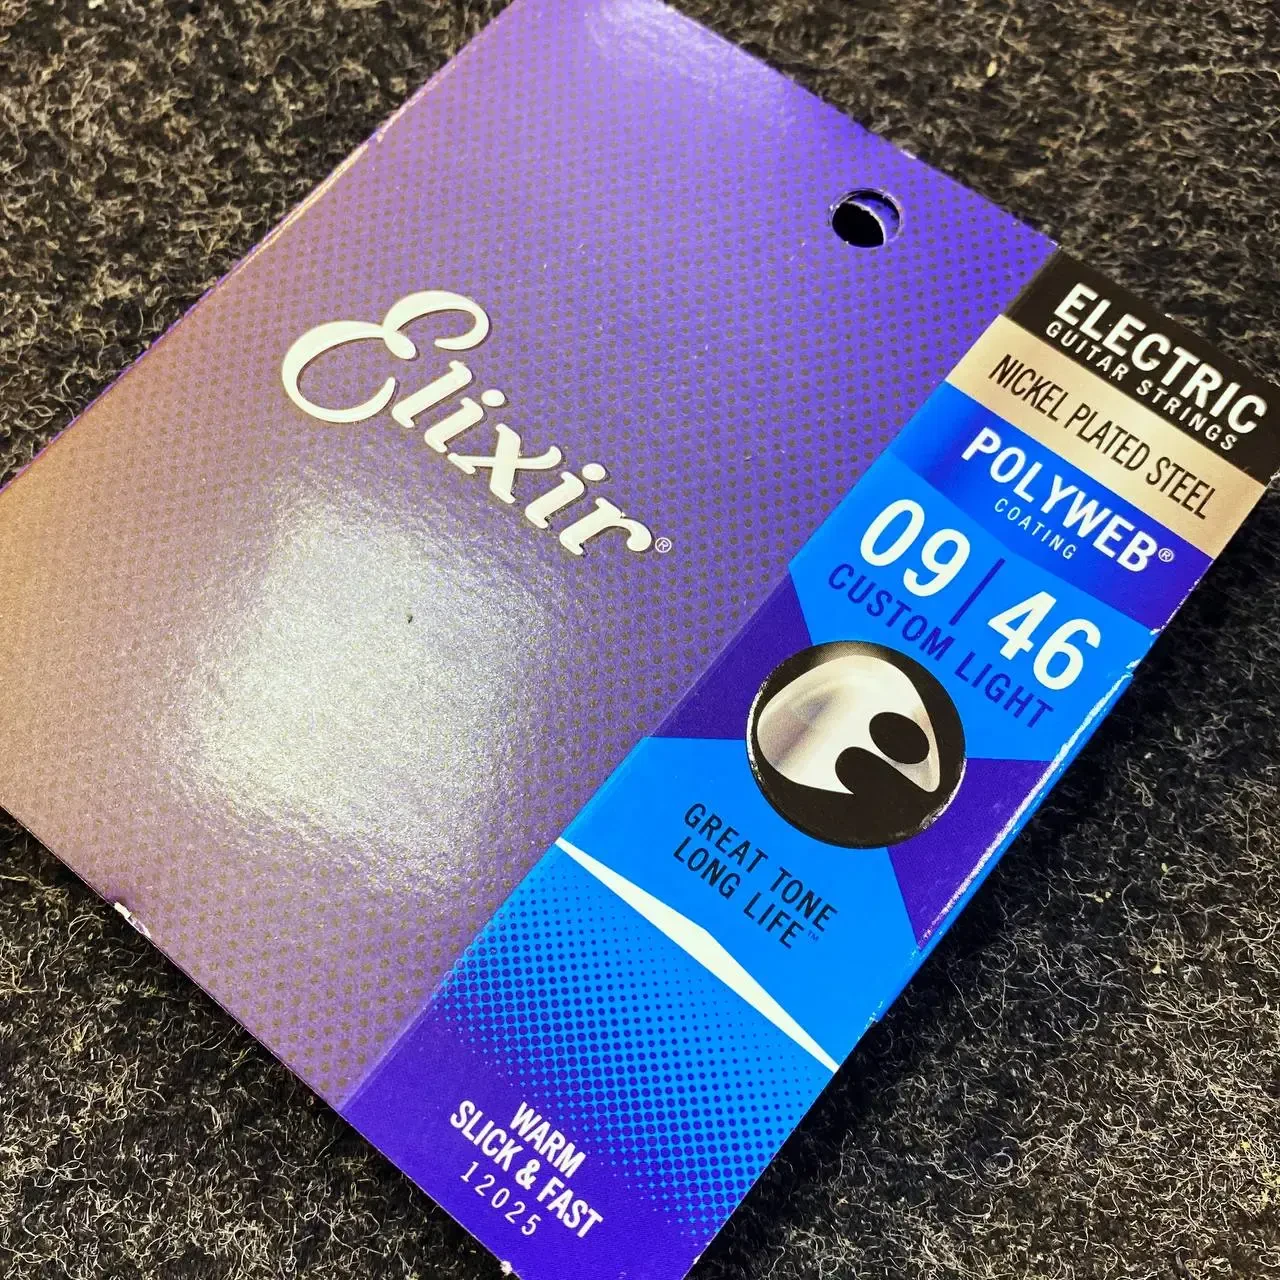 Elixir®
ELECTRIC
GUITAR STRINGS
NICKEL PLATED STEEL
POLYWEB®
COATING
09|46
CUSTOM LIGHT
GREAT TONE
LONG LIFE™
WARM
SLICK & FAST
12025